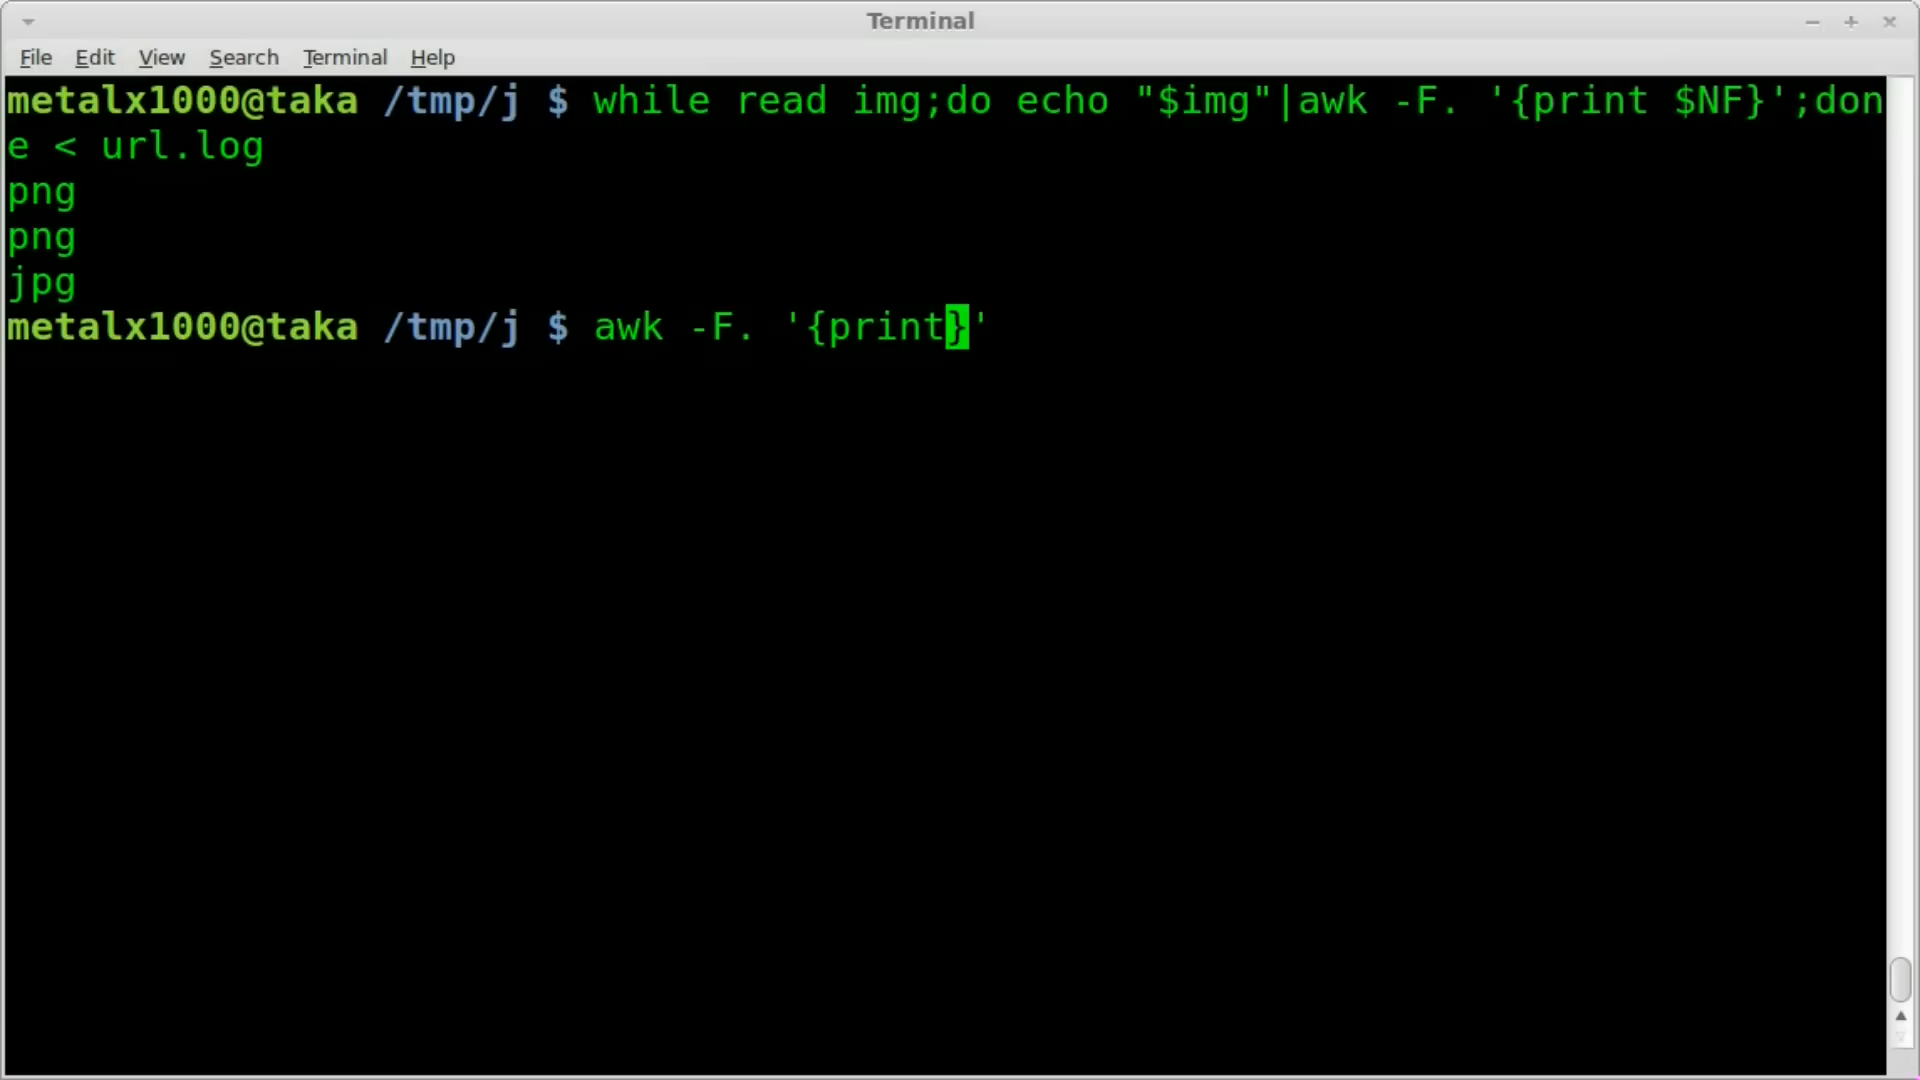 Terminal
File Edit View Search Terminal Help
metalx1000@taka /tmp/j $ while read img;do echo "$img"|awk -F. '{print $NF}';don
e < url.log
png
png
jpg
metalx1000@taka /tmp/j $ awk -F. '{print}'